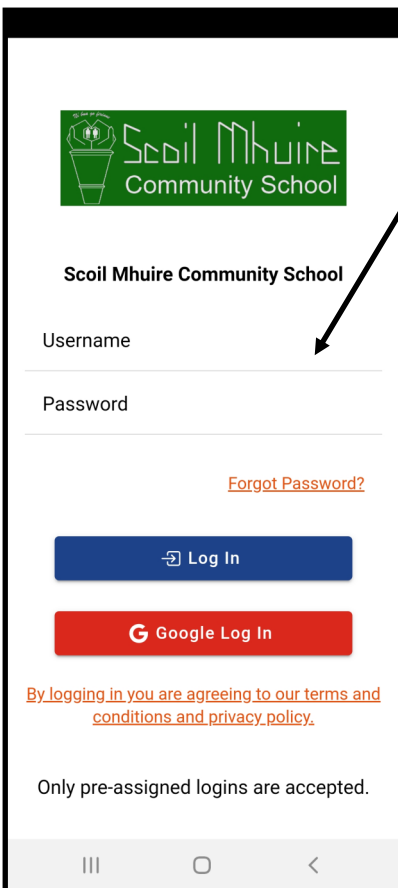 Scoil Mhuire
Community School
Scoil Mhuire Community School
Username
Password
Forgot Password?
Log In
G Google Log In
By logging in you are agreeing to our terms and
conditions and privacy policy.
Only pre-assigned logins are accepted.